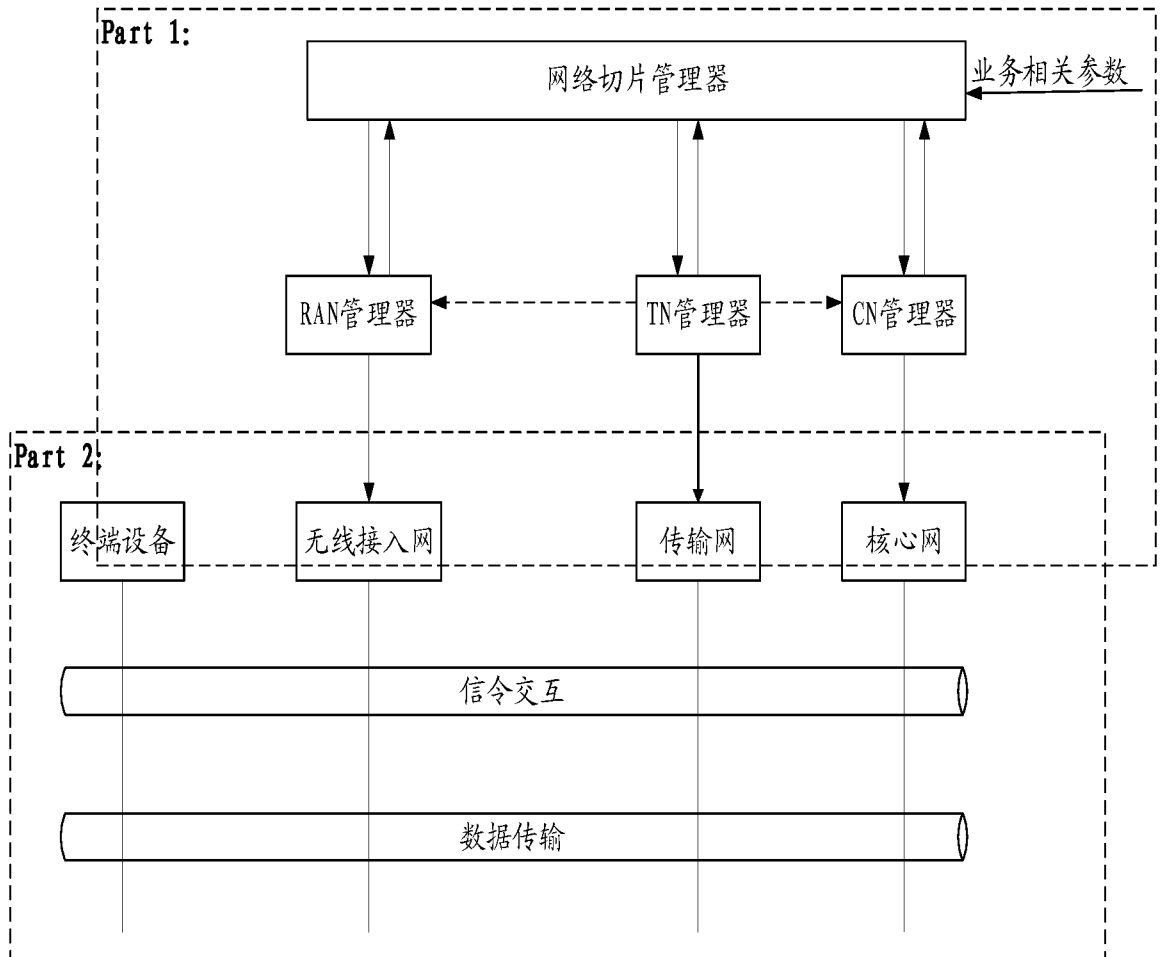 Part 1:
网络切片管理器
业务相关参数
RAN管理器
TN管理器
CN管理器
Part 2:
终端设备
无线接入网
传输网
核心网
信令交互
数据传输